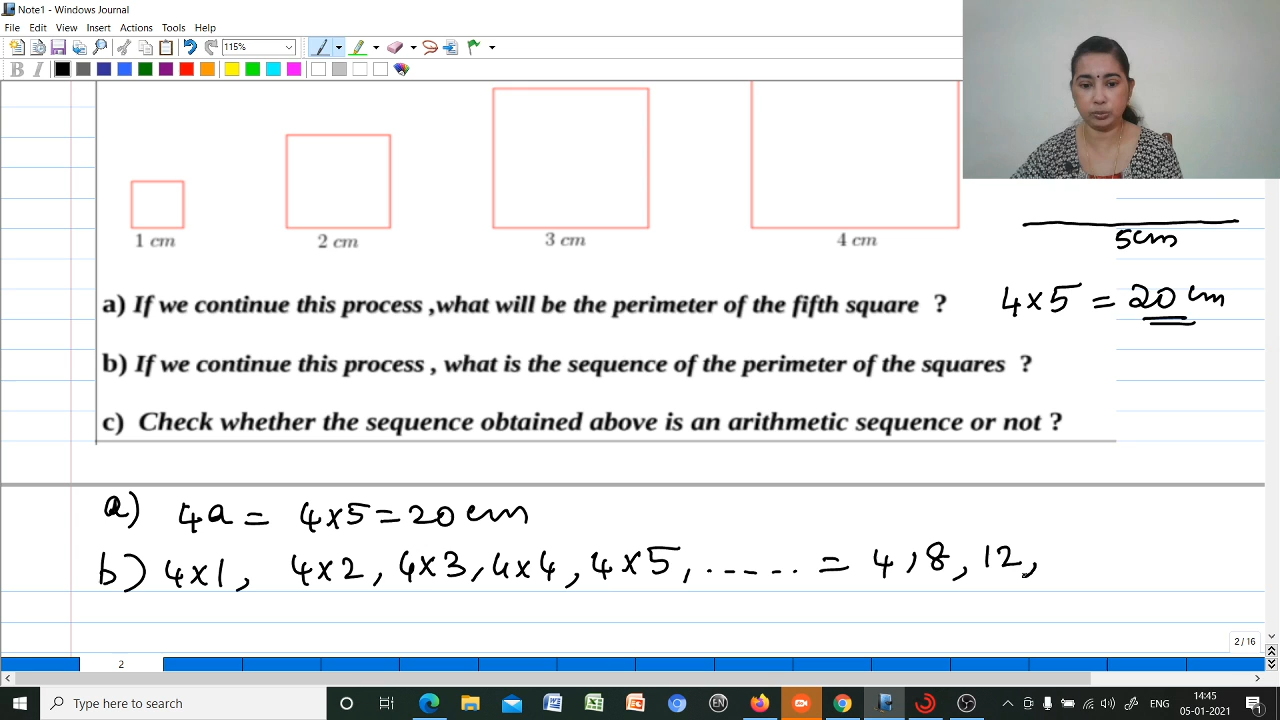 Note1 - Windows Journal
File Edit View Insert Actions Tools Help
115%
B I
1 cm 2 cm 3 cm 4 cm
5cm
a) If we continue this process ,what will be the perimeter of the fifth square ?
4×5 = 20 cm
b) If we continue this process , what is the sequence of the perimeter of the squares ?
c) Check whether the sequence obtained above is an arithmetic sequence or not ?
a) 4a = 4×5 = 20 cm
b) 4×1, 4×2, 4×3, 4×4, 4×5, ...... = 4, 8, 12,
2 / 16
2
Type here to search
14:45
05-01-2021